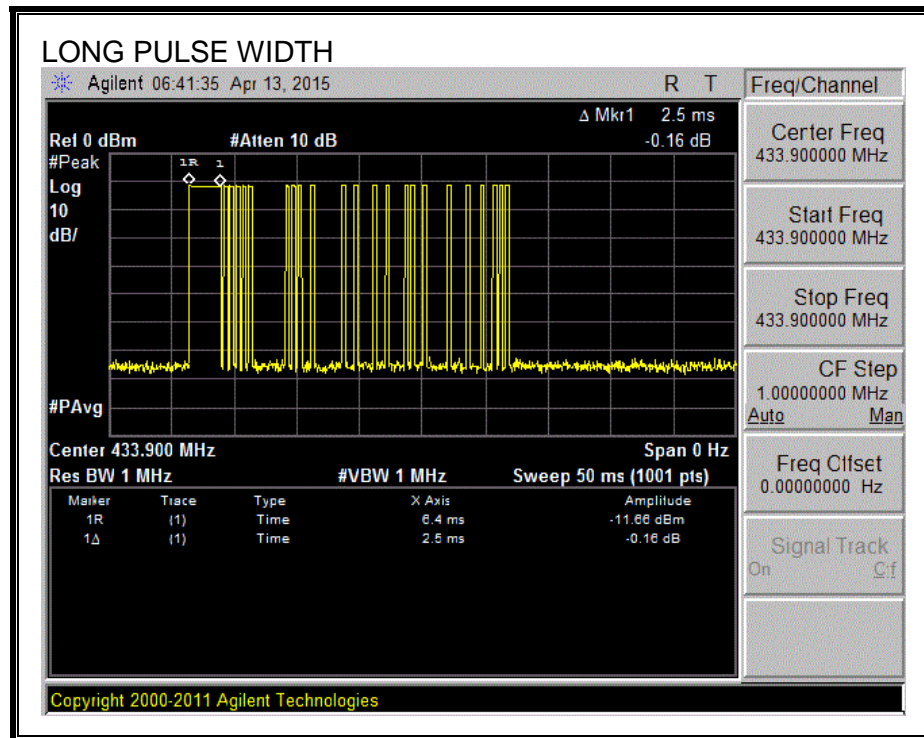 LONG PULSE WIDTH
Agilent 06:41:35 Apr 13, 2015 R T
Δ Mkr1 2.5 ms
Ref 0 dBm #Atten 10 dB -0.16 dB
#Peak
Log
10
dB/
1R 1
#PAvg
Center 433.900 MHz Span 0 Hz
Res BW 1 MHz #VBW 1 MHz Sweep 50 ms (1001 pts)
Marker Trace Type X Axis Amplitude
1R (1) Time 6.4 ms -11.66 dBm
1Δ (1) Time 2.5 ms -0.16 dB
Copyright 2000-2011 Agilent Technologies
Freq/Channel
Center Freq
433.900000 MHz
Start Freq
433.900000 MHz
Stop Freq
433.900000 MHz
CF Step
1.00000000 MHz
Auto Man
Freq Offset
0.00000000 Hz
Signal Track
On Off